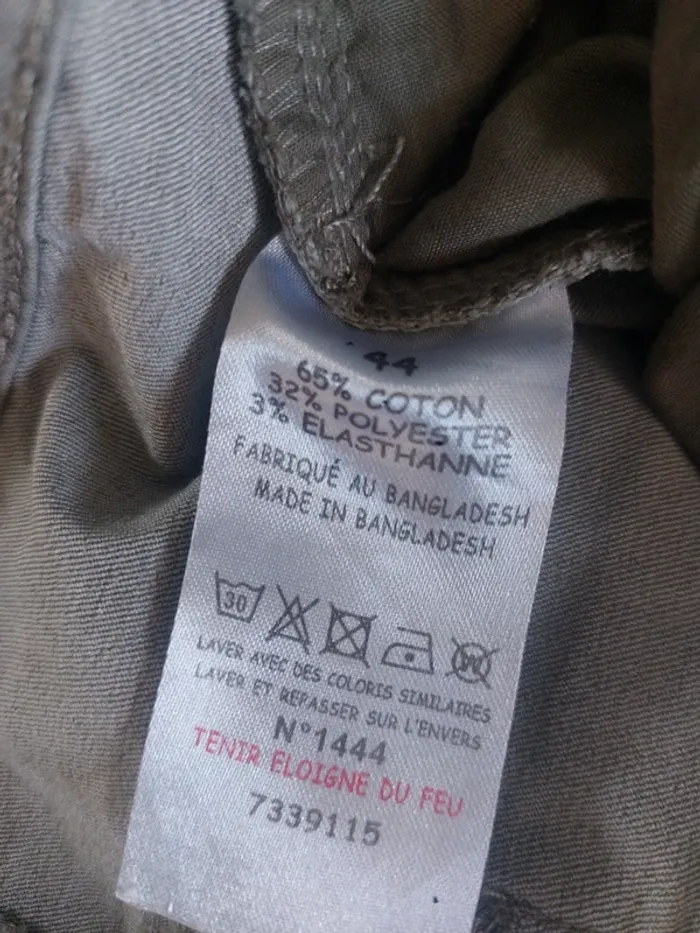 44
65% COTON
32% POLYESTER
3% ELASTHANNE
FABRIQUÉ AU BANGLADESH
MADE IN BANGLADESH
30
W
LAVER AVEC DES COLORIS SIMILAIRES
LAVER ET REPASSER SUR L'ENVERS
N°1444
TENIR ELOIGNE DU FEU
7339115